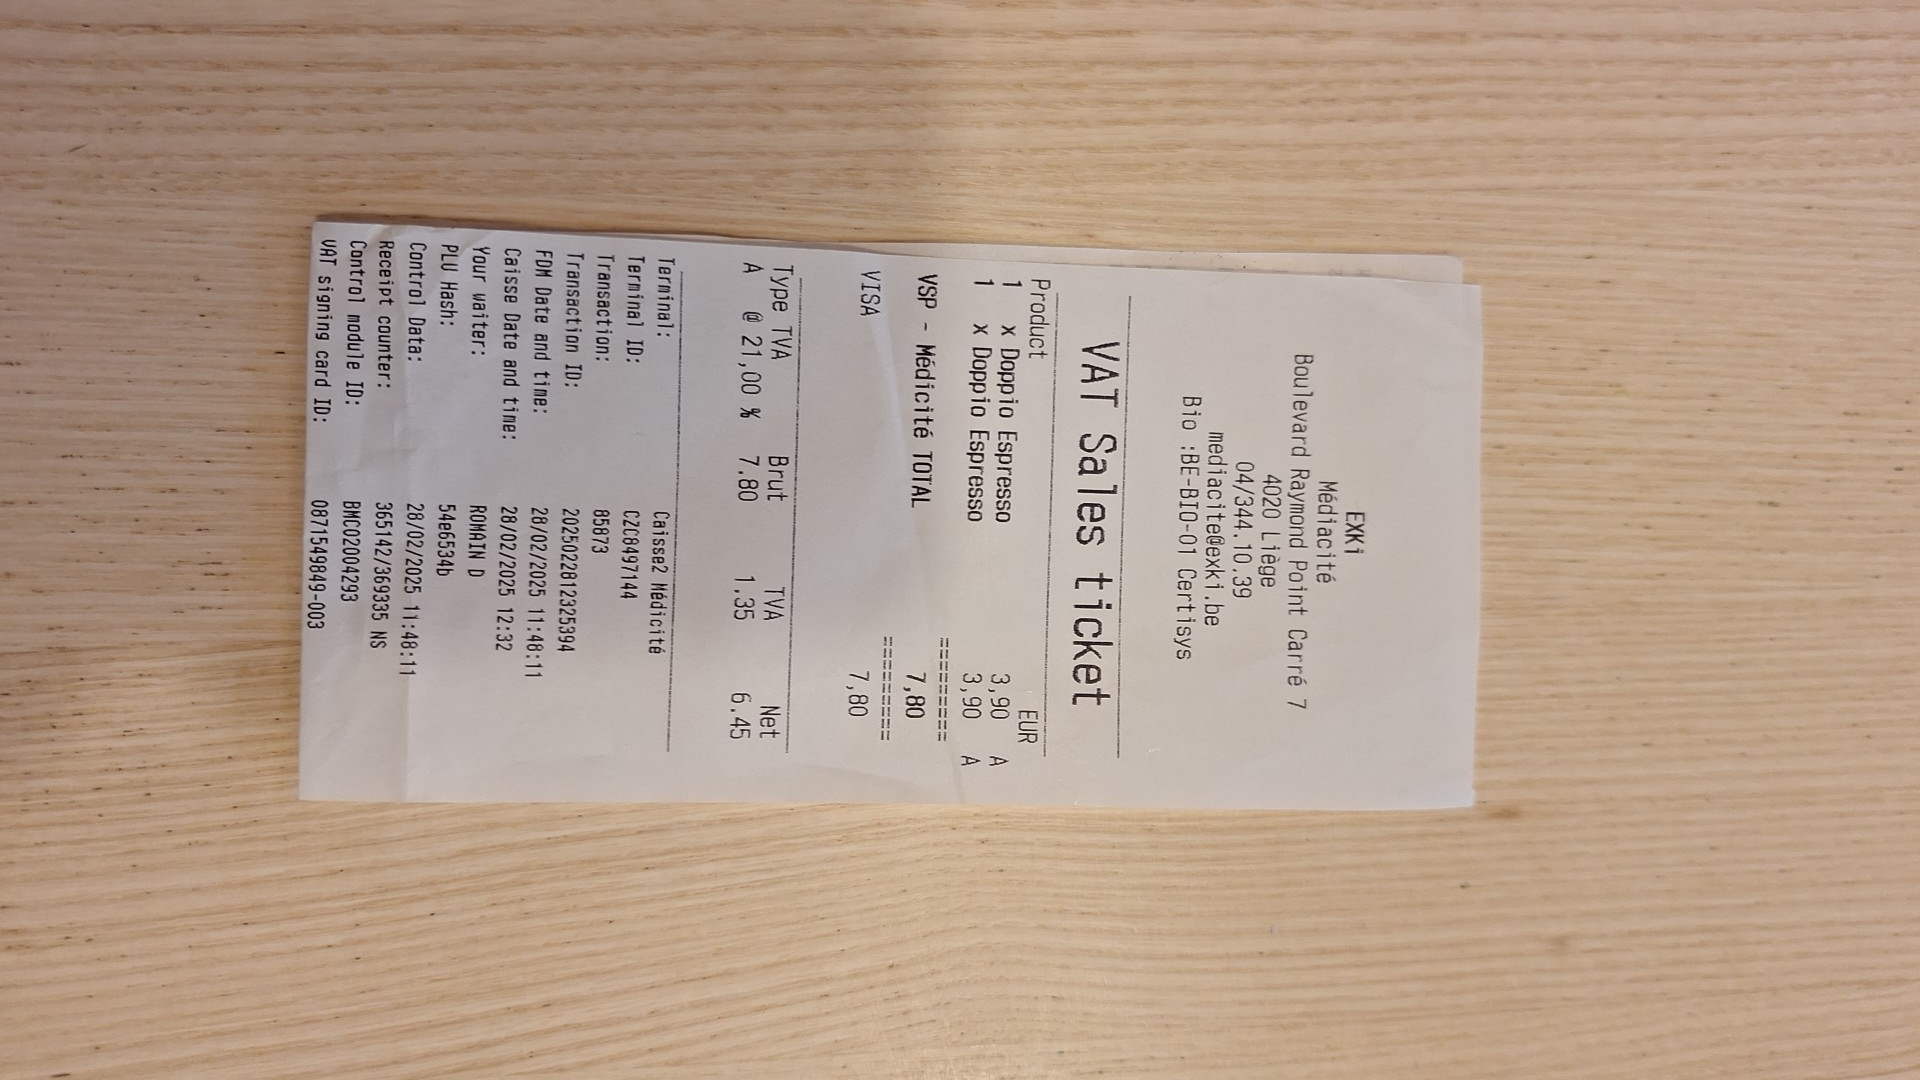 EXKi
Médiacité
Boulevard Raymond Point Carré 7
4020 Liège
04/344.10.39
mediacite@exki.be
Bio :BE-BIO-01 Certisys
VAT Sales ticket
Product EUR
1 x Doppio Espresso 3,90 A
1 x Doppio Espresso 3,90 A
=========
VSP - Médicité TOTAL 7,80
=========
VISA 7,80
Type TVA Brut TVA Net
A @ 21,00 % 7.80 1.35 6.45
Terminal: Caisse2 Médicité
Terminal ID: CZC8497144
Transaction: 85873
Transaction ID: 2025022812325394
FDM Date and time: 28/02/2025 11:48:11
Caisse Date and time: 28/02/2025 12:32
Your waiter: ROMAIN D
PLU Hash: 54e6534b
Control Data: 28/02/2025 11:48:11
Receipt counter: 365142/369335 NS
Control module ID: BMC02004293
VAT signing card ID: 0871549849-003